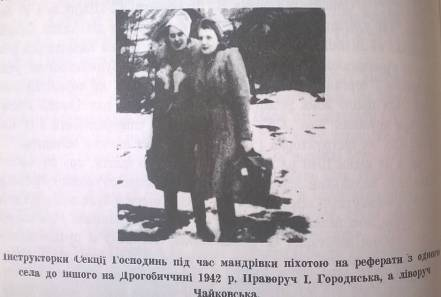 Інструкторки Секції Господинь під час мандрівки піхотою на реферати з одного
села до іншого на Дрогобиччині 1942 р. Праворуч І. Городиська, а ліворуч
Чайковська.